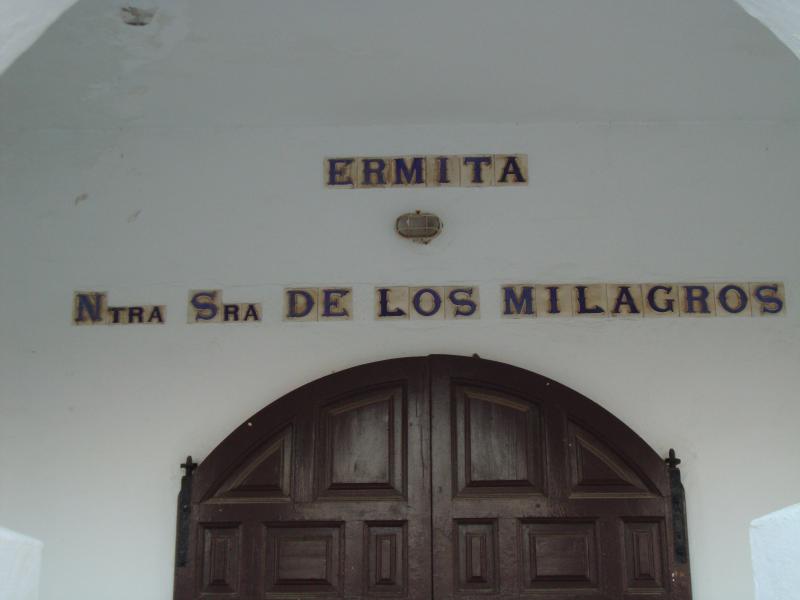 ERMITA
NTRA SRA DE LOS MILAGROS